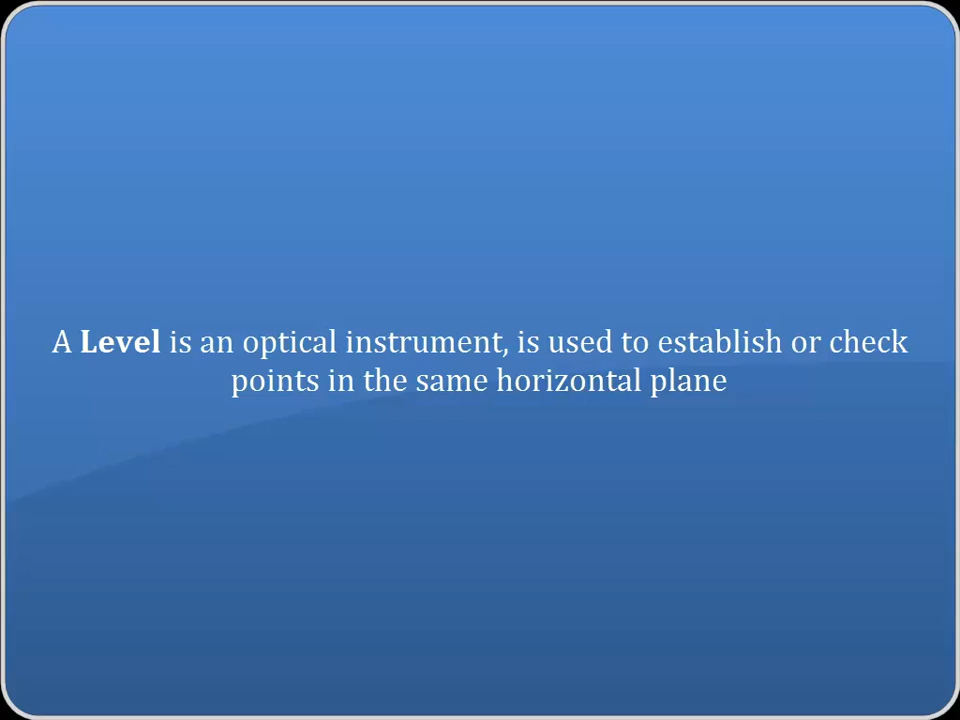 A Level is an optical instrument, is used to establish or check
points in the same horizontal plane